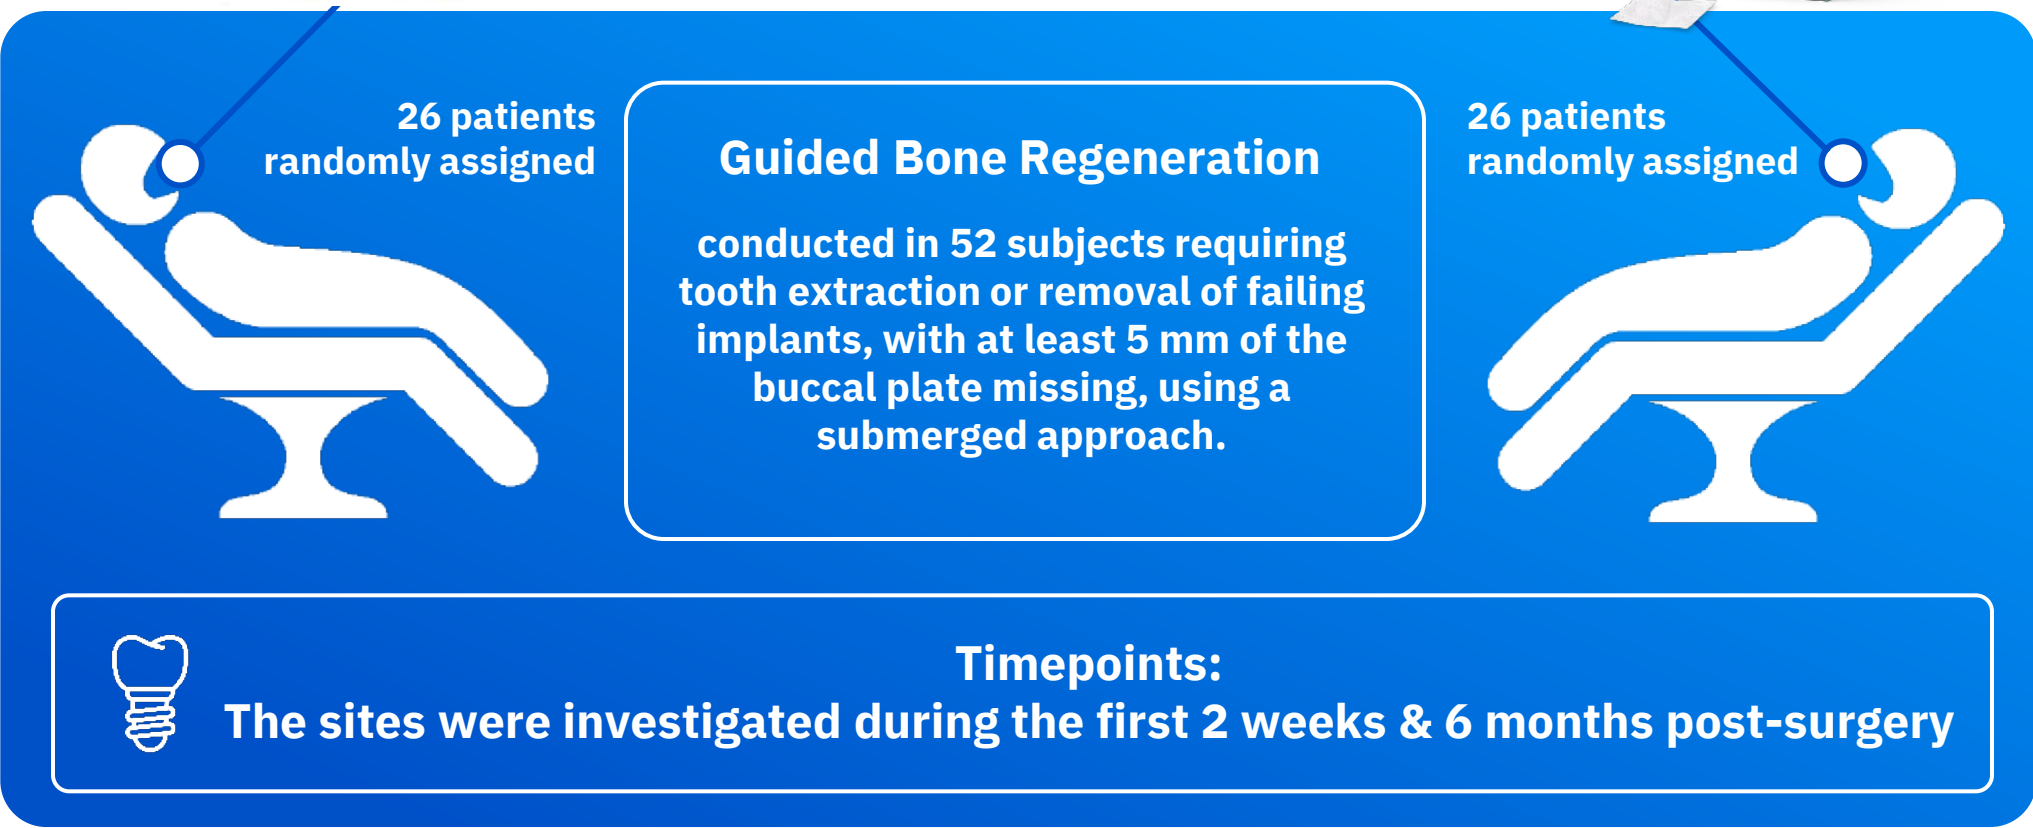 26 patients
randomly assigned
Guided Bone Regeneration
conducted in 52 subjects requiring
tooth extraction or removal of failing
implants, with at least 5 mm of the
buccal plate missing, using a
submerged approach.
26 patients
randomly assigned
Timepoints:
The sites were investigated during the first 2 weeks & 6 months post-surgery